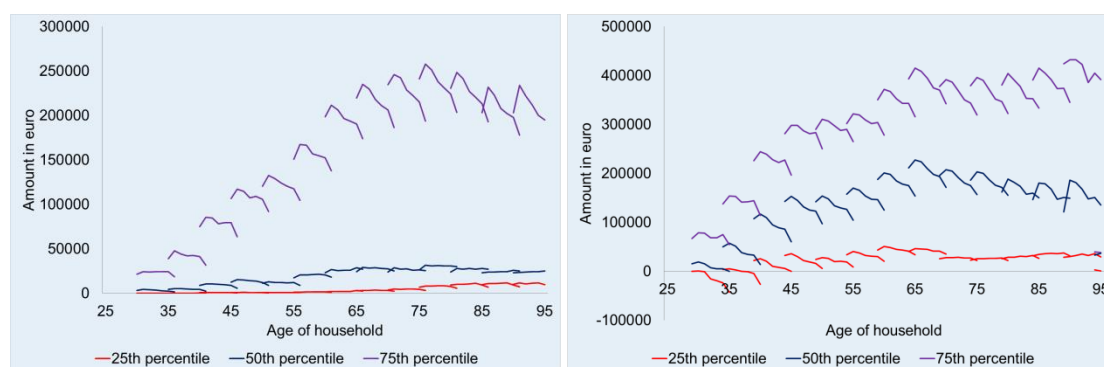 300000
250000
200000
150000
100000
50000
0
Amount in euro
25 35 45 55 65 75 85 95
Age of household
25th percentile 50th percentile 75th percentile
500000
400000
300000
200000
100000
0
-100000
Amount in euro
25 35 45 55 65 75 85 95
Age of household
25th percentile 50th percentile 75th percentile